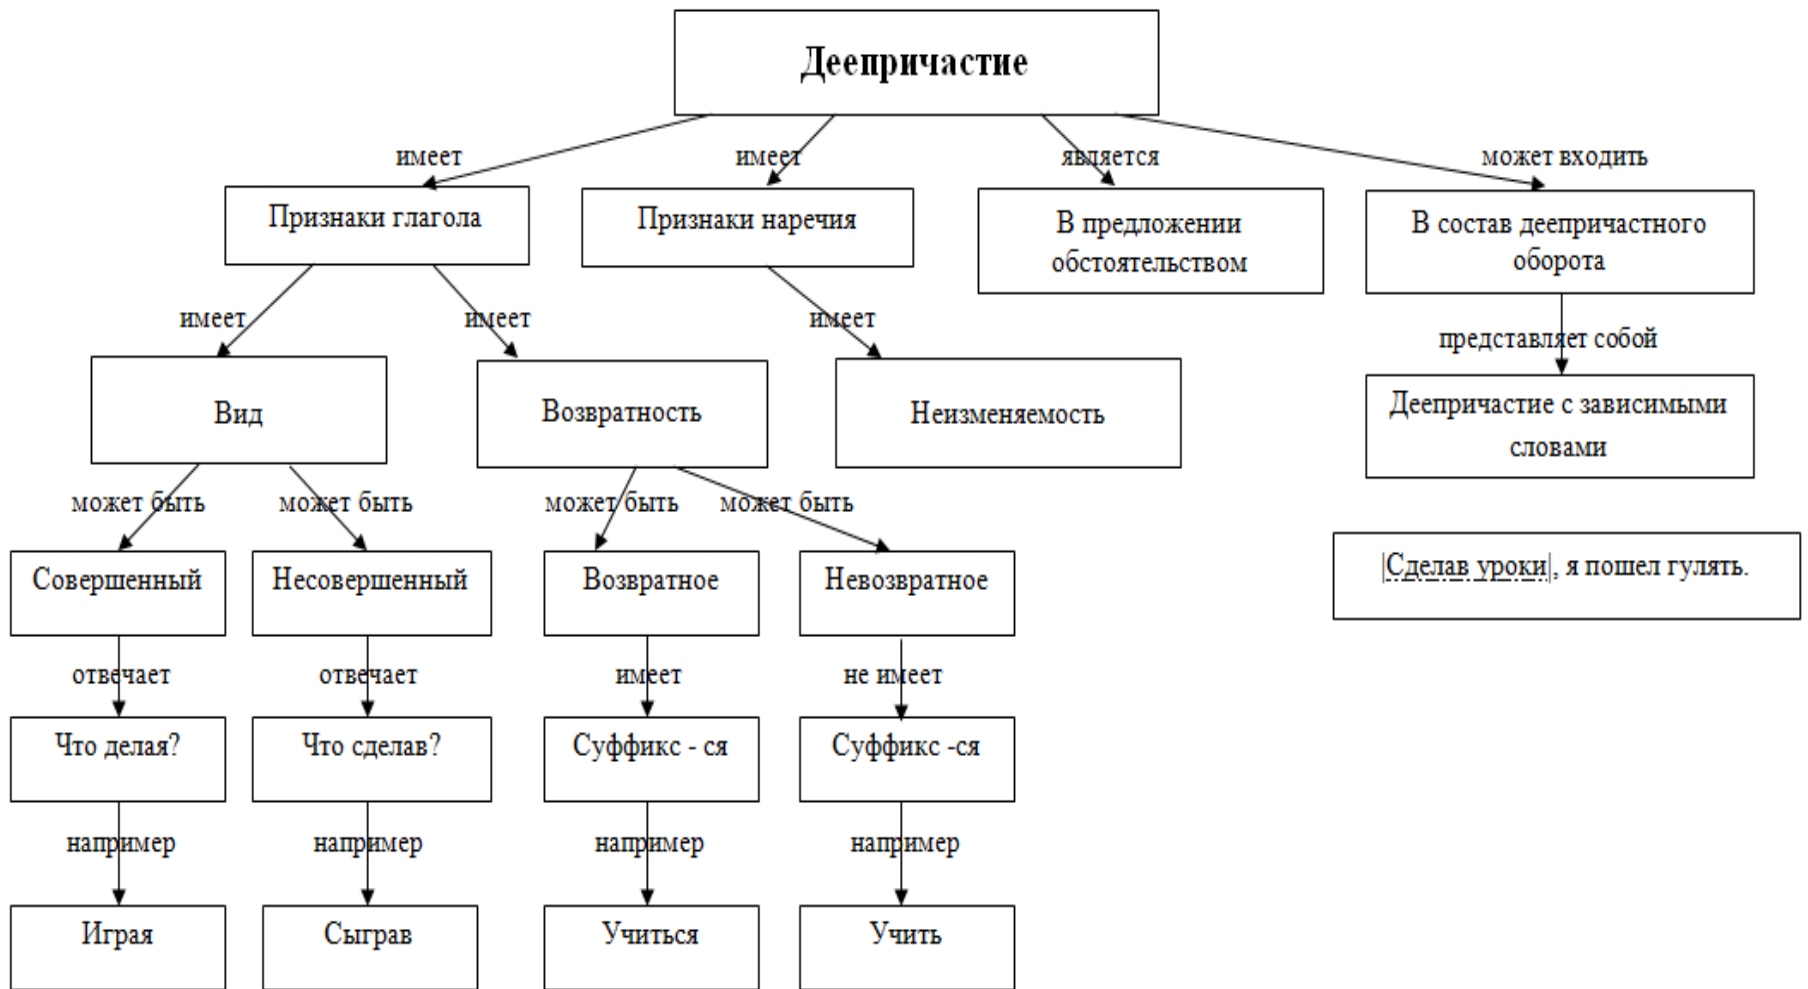 Деепричастие
имеет
имеет
является
может входить
Признаки глагола
Признаки наречия
В предложении
обстоятельством
В состав деепричастного
оборота
имеет
имеет
имеет
представляет собой
Вид
Возвратность
Неизменяемость
Деепричастие с зависимыми
словами
может быть
может быть
может быть
может быть
Совершенный
Несовершенный
Возвратное
Невозвратное
|Сделав уроки|, я пошел гулять.
отвечает
отвечает
имеет
не имеет
Что делая?
Что сделав?
Суффикс - ся
Суффикс -ся
например
например
например
например
Играя
Сыграв
Учиться
Учить